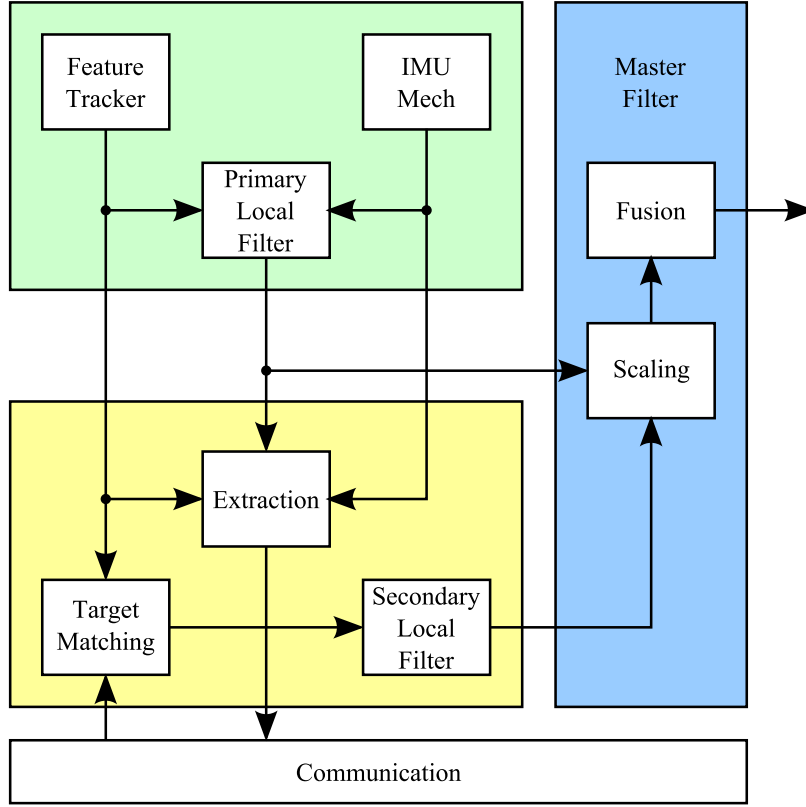 Feature
Tracker
IMU
Mech
Master
Filter
Primary
Local
Filter
Fusion
Scaling
Extraction
Target
Matching
Secondary
Local
Filter
Communication